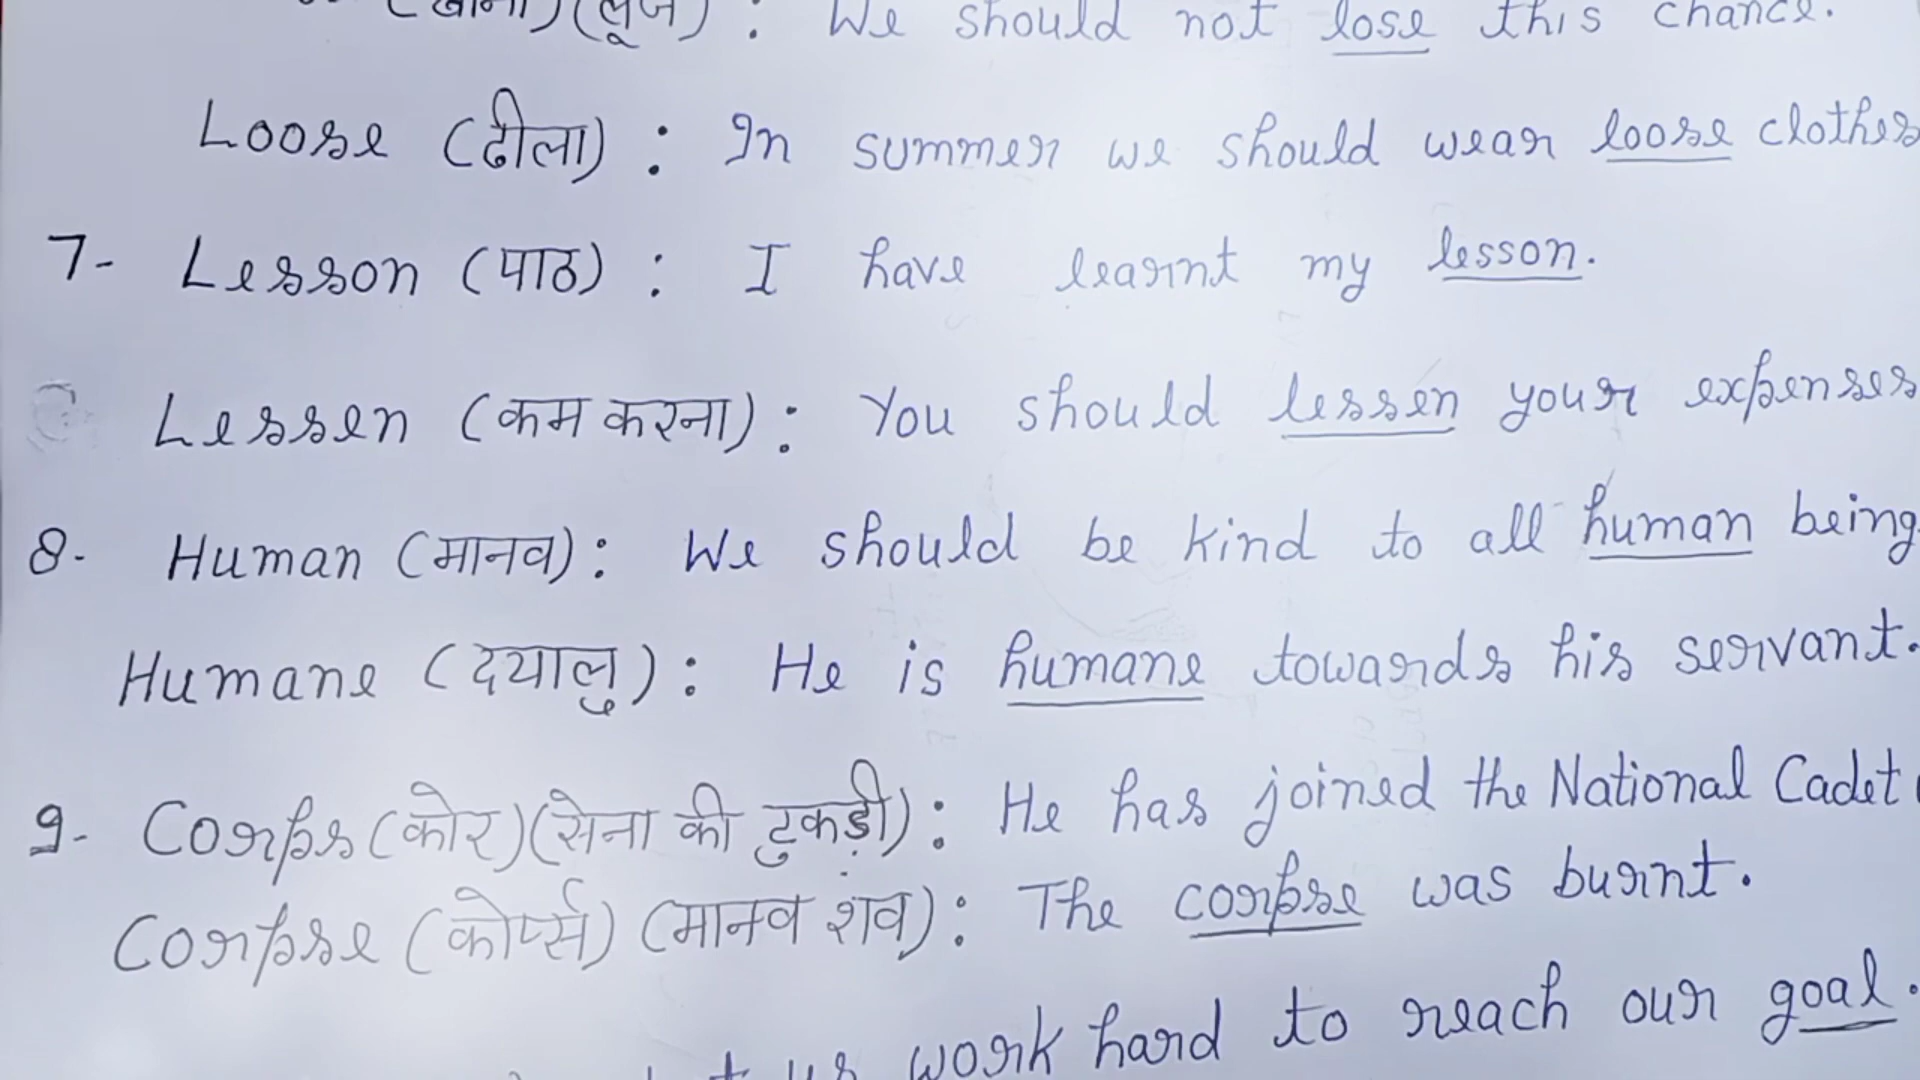 (खोना) (लूज) : We should not lose this chance.
Loose (ढीला) : In summer we should wear loose clothes
7- Lesson (पाठ) : I have learnt my lesson.
Lessen (कम करना) : You should lessen your expenses
8- Human (मानव) : We should be kind to all human being
Humane (दयालु) : He is humane towards his servant.
9- Corps (कोर) (सेना की टुकड़ी) : He has joined the National Cadet
Corpse (कोर्प्स) (मानव शव) : The corpse was burnt.
us work hard to reach our goal.